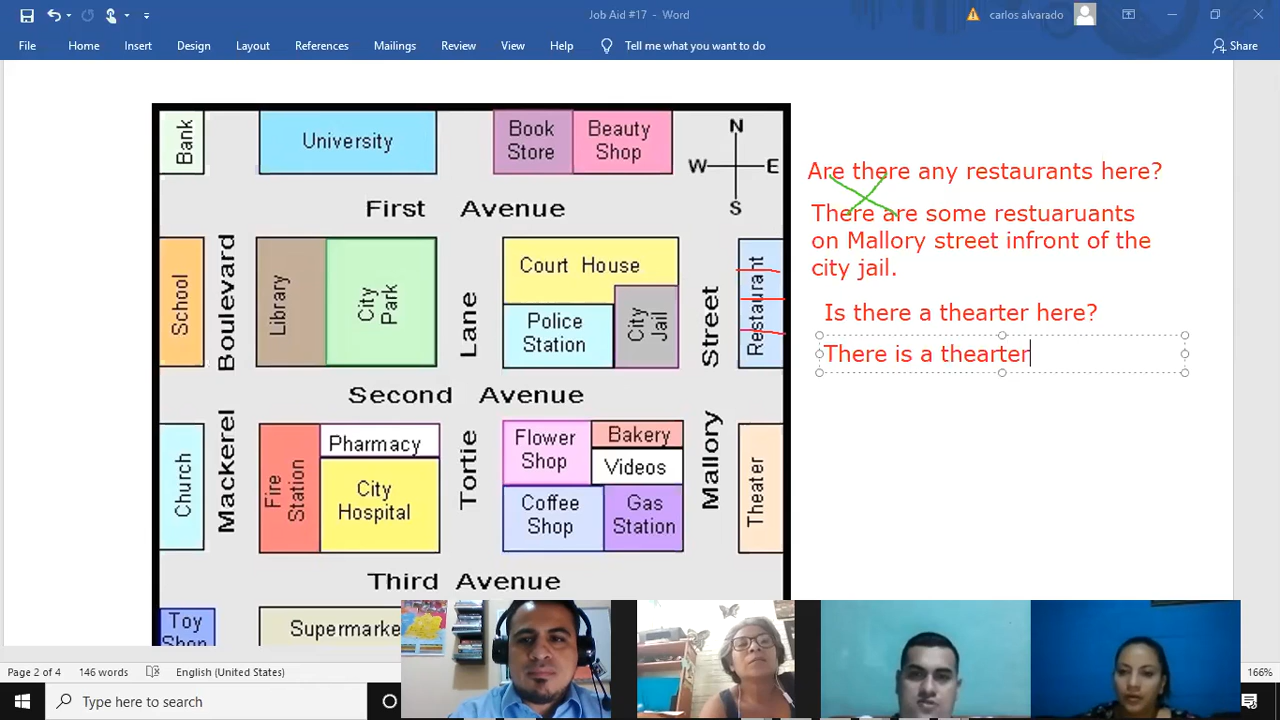 Job Aid #17 - Word
carlos alvarado
File Home Insert Design Layout References Mailings Review View Help Tell me what you want to do Share
Bank
University
Book Store
Beauty Shop
N
W E
S
First Avenue
School
Boulevard
Library
City Park
Lane
Court House
Police Station
City Jail
Street
Restaurant
Second Avenue
Church
Mackerel
Fire Station
Pharmacy
City Hospital
Tortie
Flower Shop
Bakery
Videos
Coffee Shop
Gas Station
Mallory
Theater
Third Avenue
Toy Shop
Supermarke
Are there any restaurants here?
There are some restuaruants
on Mallory street infront of the
city jail.
Is there a thearter here?
There is a thearter
Page 2 of 4 146 words English (United States) 166%
Type here to search